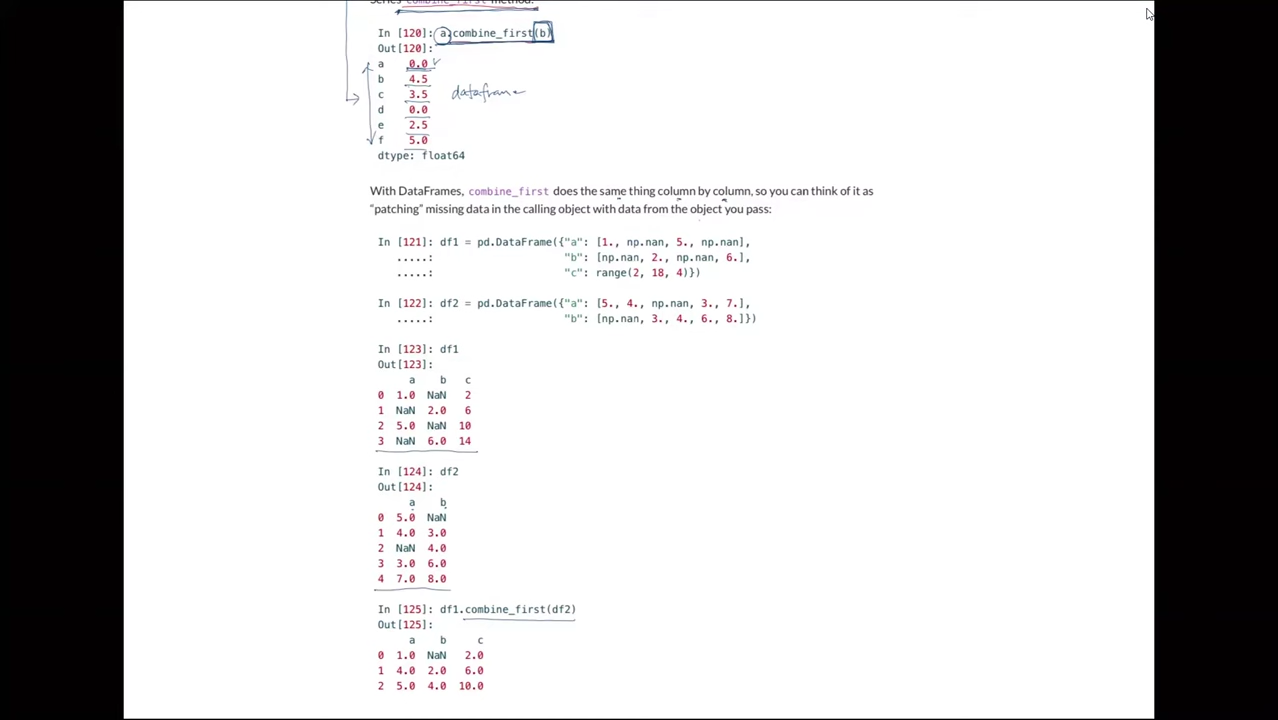 Series combine_first method:
In [120]: a.combine_first(b)
Out[120]:
a 0.0
b 4.5
c 3.5 dataframe
d 0.0
e 2.5
f 5.0
dtype: float64
With DataFrames, combine_first does the same thing column by column, so you can think of it as
“patching” missing data in the calling object with data from the object you pass:
In [121]: df1 = pd.DataFrame({"a": [1., np.nan, 5., np.nan],
.....: "b": [np.nan, 2., np.nan, 6.],
.....: "c": range(2, 18, 4)})
In [122]: df2 = pd.DataFrame({"a": [5., 4., np.nan, 3., 7.],
.....: "b": [np.nan, 3., 4., 6., 8.]})
In [123]: df1
Out[123]:
a b c
0 1.0 NaN 2
1 NaN 2.0 6
2 5.0 NaN 10
3 NaN 6.0 14
In [124]: df2
Out[124]:
a b
0 5.0 NaN
1 4.0 3.0
2 NaN 4.0
3 3.0 6.0
4 7.0 8.0
In [125]: df1.combine_first(df2)
Out[125]:
a b c
0 1.0 NaN 2.0
1 4.0 2.0 6.0
2 5.0 4.0 10.0